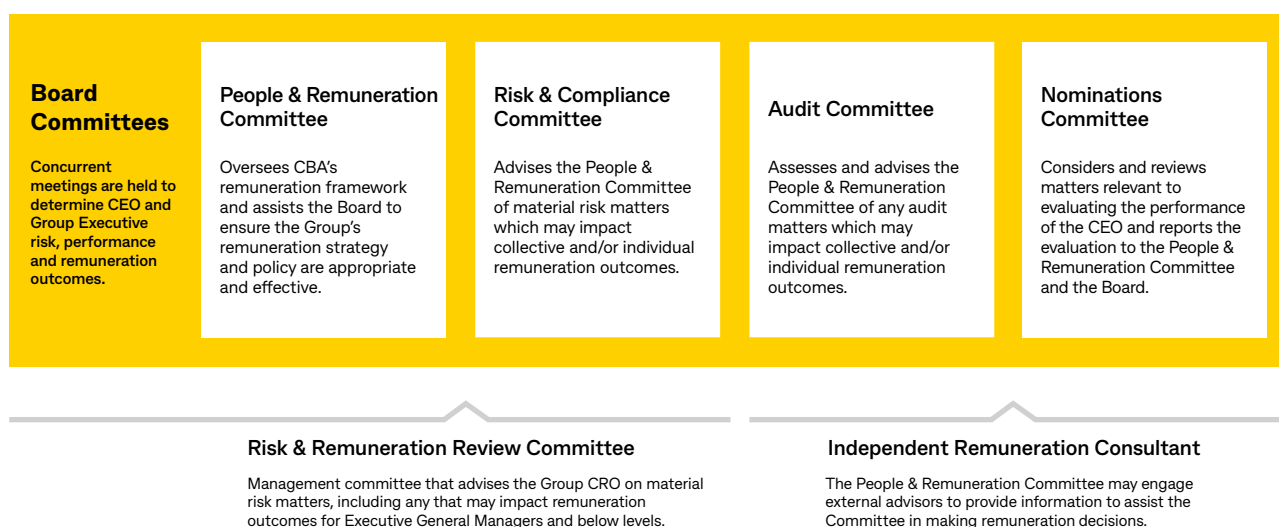 Board
Committees
Concurrent
meetings are held to
determine CEO and
Group Executive
risk, performance
and remuneration
outcomes.
People & Remuneration
Committee
Oversees CBA’s
remuneration framework
and assists the Board to
ensure the Group’s
remuneration strategy
and policy are appropriate
and effective.
Risk & Compliance
Committee
Advises the People &
Remuneration Committee
of material risk matters
which may impact
collective and/or individual
remuneration outcomes.
Audit Committee
Assesses and advises the
People & Remuneration
Committee of any audit
matters which may
impact collective and/or
individual remuneration
outcomes.
Nominations
Committee
Considers and reviews
matters relevant to
evaluating the performance
of the CEO and reports the
evaluation to the People &
Remuneration Committee
and the Board.
Risk & Remuneration Review Committee
Management committee that advises the Group CRO on material
risk matters, including any that may impact remuneration
outcomes for Executive General Managers and below levels.
Independent Remuneration Consultant
The People & Remuneration Committee may engage
external advisors to provide information to assist the
Committee in making remuneration decisions.